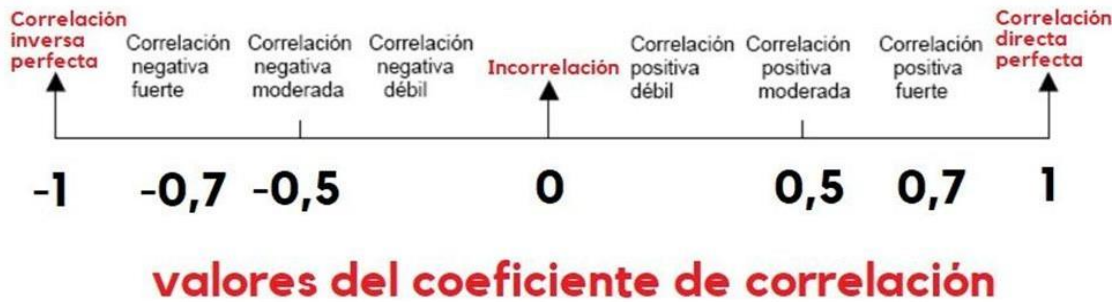 Correlación
inversa
perfecta
Correlación
negativa
fuerte
Correlación
negativa
moderada
Correlación
negativa
débil
Incorrelación
Correlación
positiva
débil
Correlación
positiva
moderada
Correlación
positiva
fuerte
Correlación
directa
perfecta
-1 -0,7 -0,5 0 0,5 0,7 1
valores del coeficiente de correlación